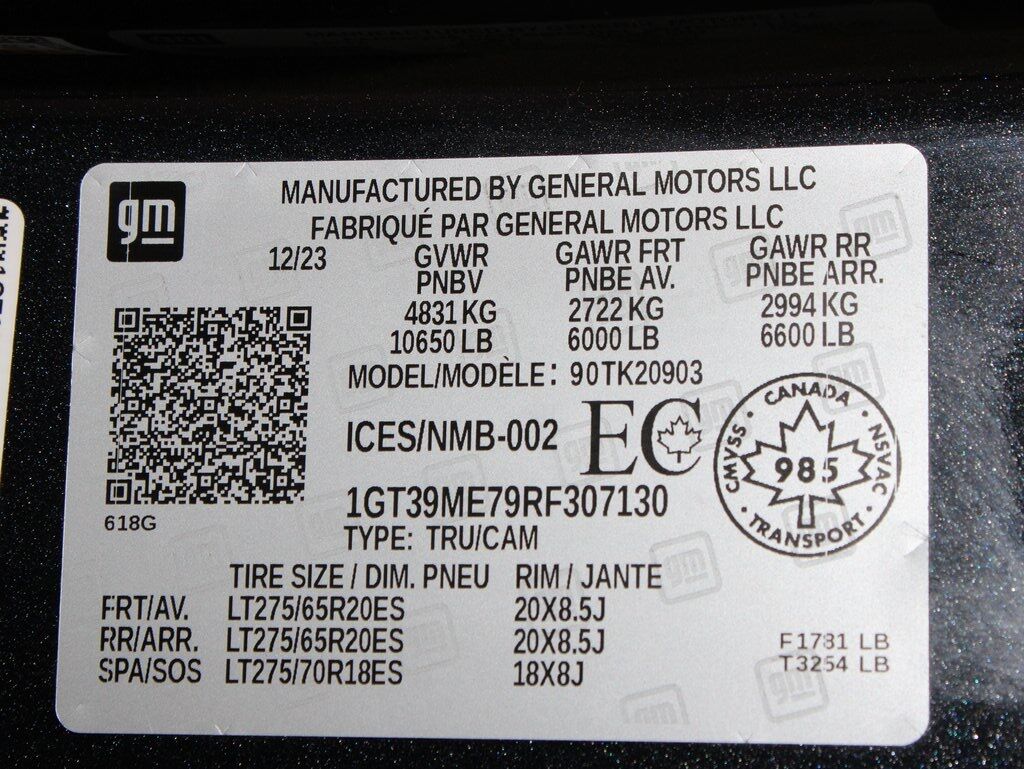 gm
MANUFACTURED BY GENERAL MOTORS LLC
FABRIQUÉ PAR GENERAL MOTORS LLC
12/23 GVWR GAWR FRT GAWR RR
PNBV PNBE AV. PNBE ARR.
4831 KG 2722 KG 2994 KG
10650 LB 6000 LB 6600 LB
MODEL/MODÈLE: 90TK20903
ICES/NMB-002 EC
CANADA
CMVSS 985 NSVAC
TRANSPORT
1GT39ME79RF307130
618G
TYPE: TRU/CAM
TIRE SIZE / DIM. PNEU RIM / JANTE
FRT/AV. LT275/65R20ES 20X8.5J
RR/ARR. LT275/65R20ES 20X8.5J
SPA/SOS LT275/70R18ES 18X8J
F1781 LB
T3254 LB